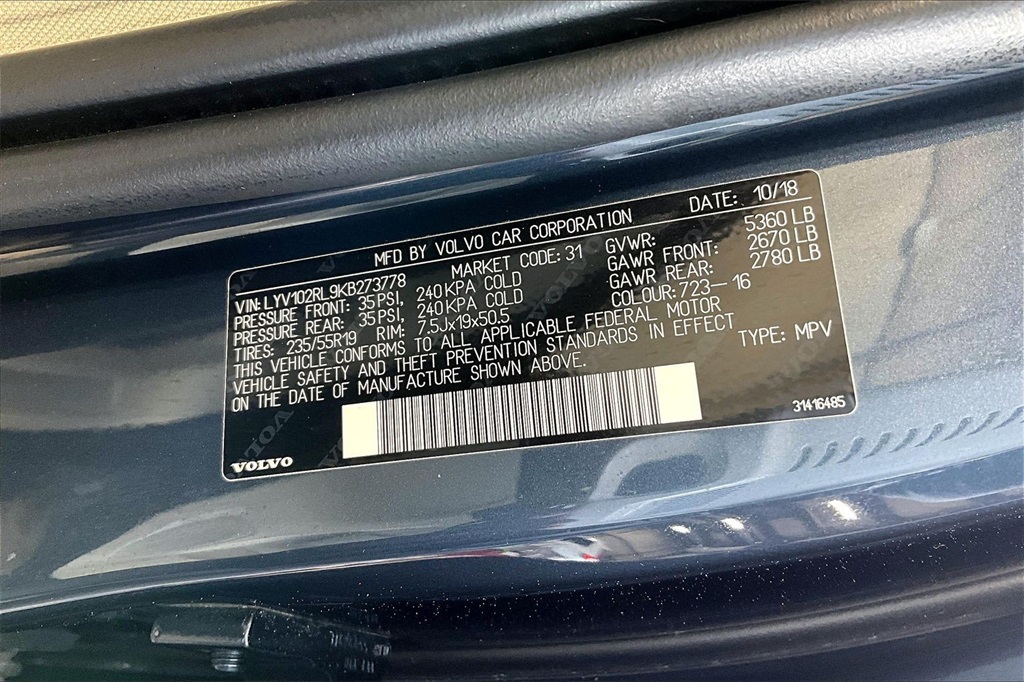 MFD BY VOLVO CAR CORPORATION DATE: 10/18
VIN: LYV102RL9KB273778 MARKET CODE: 31 GVWR: 5360 LB
PRESSURE FRONT: 35 PSI, 240 KPA COLD GAWR FRONT: 2670 LB
PRESSURE REAR: 35 PSI, 240 KPA COLD GAWR REAR: 2780 LB
TIRES: 235/55R19 RIM: 7.5Jx19x50.5 COLOUR: 723-16
THIS VEHICLE CONFORMS TO ALL APPLICABLE FEDERAL MOTOR
VEHICLE SAFETY AND THEFT PREVENTION STANDARDS IN EFFECT TYPE: MPV
ON THE DATE OF MANUFACTURE SHOWN ABOVE.
31416485
VOLVO